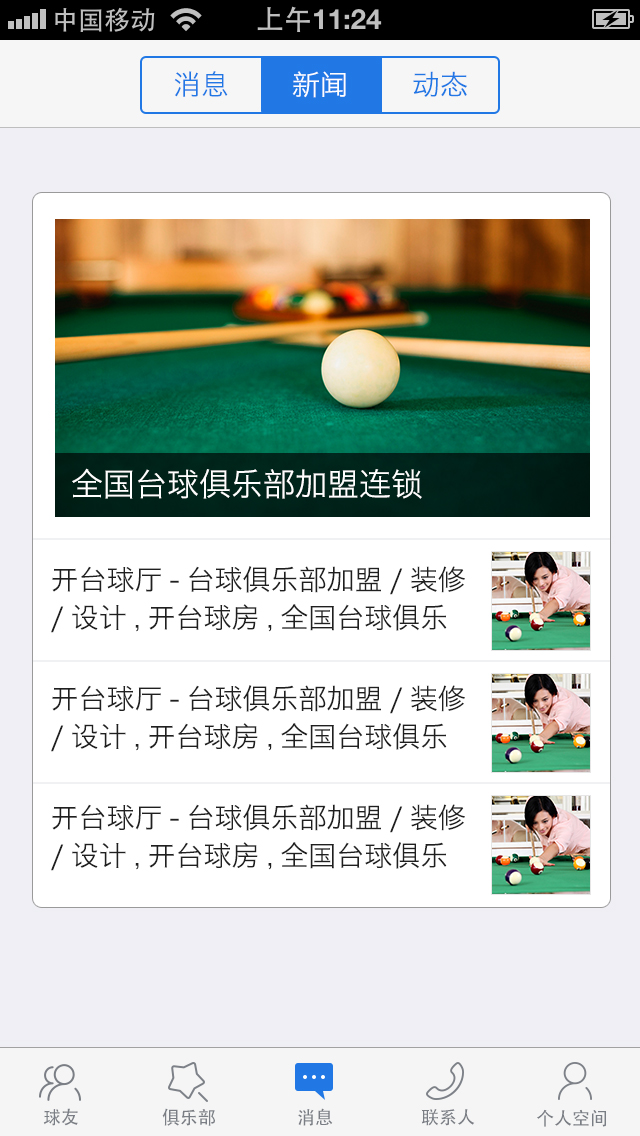 中国移动 上午11:24
消息 新闻 动态
全国台球俱乐部加盟连锁
开台球厅 - 台球俱乐部加盟 / 装修
/ 设计 , 开台球房 , 全国台球俱乐
开台球厅 - 台球俱乐部加盟 / 装修
/ 设计 , 开台球房 , 全国台球俱乐
开台球厅 - 台球俱乐部加盟 / 装修
/ 设计 , 开台球房 , 全国台球俱乐
球友 俱乐部 消息 联系人 个人空间